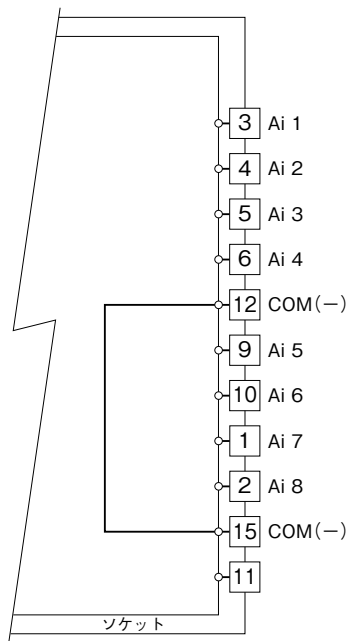 3 Ai 1
4 Ai 2
5 Ai 3
6 Ai 4
12 COM(−)
9 Ai 5
10 Ai 6
1 Ai 7
2 Ai 8
15 COM(−)
11
ソケット